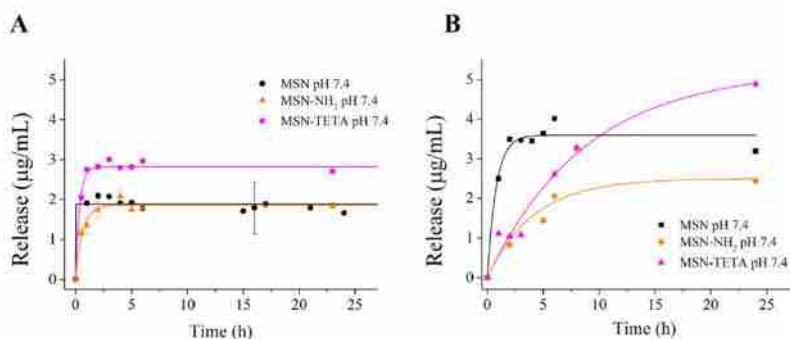 A
B
MSN pH 7.4
MSN-NH₂ pH 7.4
MSN-TETA pH 7.4
Release (µg/mL)
5
4
3
2
1
0
0 5 10 15 20 25
Time (h)
Release (µg/mL)
5
4
3
2
1
0
MSN pH 7.4
MSN-NH₂ pH 7.4
MSN-TETA pH 7.4
0 5 10 15 20 25
Time (h)